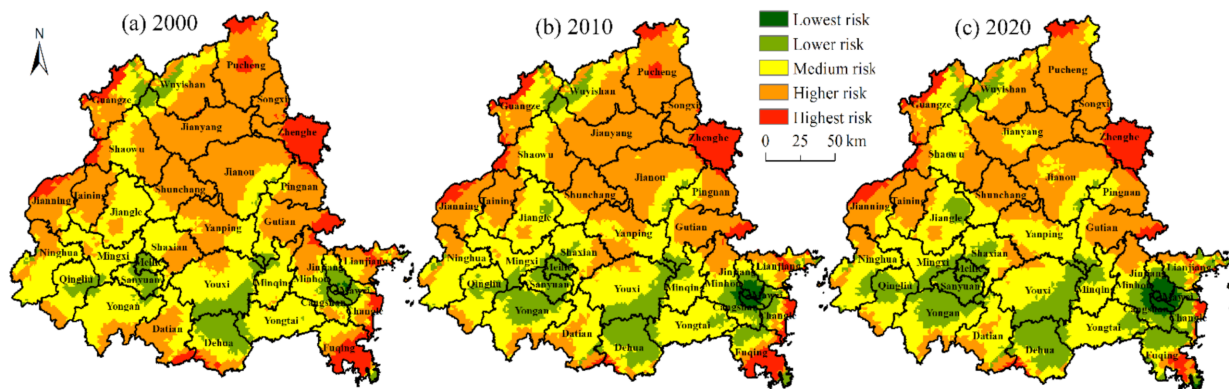 (a) 2000
N
Pucheng
Wuyishan
Guangze
Songxi
Jianyang
Zhenghe
Shaowu
Jianou
Shunchang
Pingnan
Jianning
Taining
Jiangle
Gutian
Yanping
Shaxian
Ninghua
Mingxi
Meilie
Lianjiang
Qingliu
Sanyuan
Minhou
Youxi
Minqing
Cangshan
Changle
Yongan
Yongtai
Datian
Dehua
Fuqing
(b) 2010
Pucheng
Wuyishan
Guangze
Songxi
Jianyang
Zhenghe
Shaowu
Jianou
Shunchang
Pingnan
Jianning
Taining
Jiangle
Gutian
Yanping
Shaxian
Ninghua
Mingxi
Meilie
Lianjiang
Qingliu
Sanyuan
Minhou
Youxi
Minqing
Changle
Yongan
Yongtai
Datian
Dehua
Fuqing
Lowest risk
Lower risk
Medium risk
Higher risk
Highest risk
0 25 50
km
(c) 2020
Pucheng
Wuyishan
Guangze
Songxi
Jianyang
Zhenghe
Shaowu
Jianou
Shunchang
Pingnan
Jianning
Taining
Jiangle
Gutian
Yanping
Shaxian
Ninghua
Mingxi
Meilie
Lianjiang
Qingliu
Sanyuan
Minhou
Youxi
Minqing
Cangshan
Changle
Yongan
Yongtai
Datian
Dehua
Fuqing